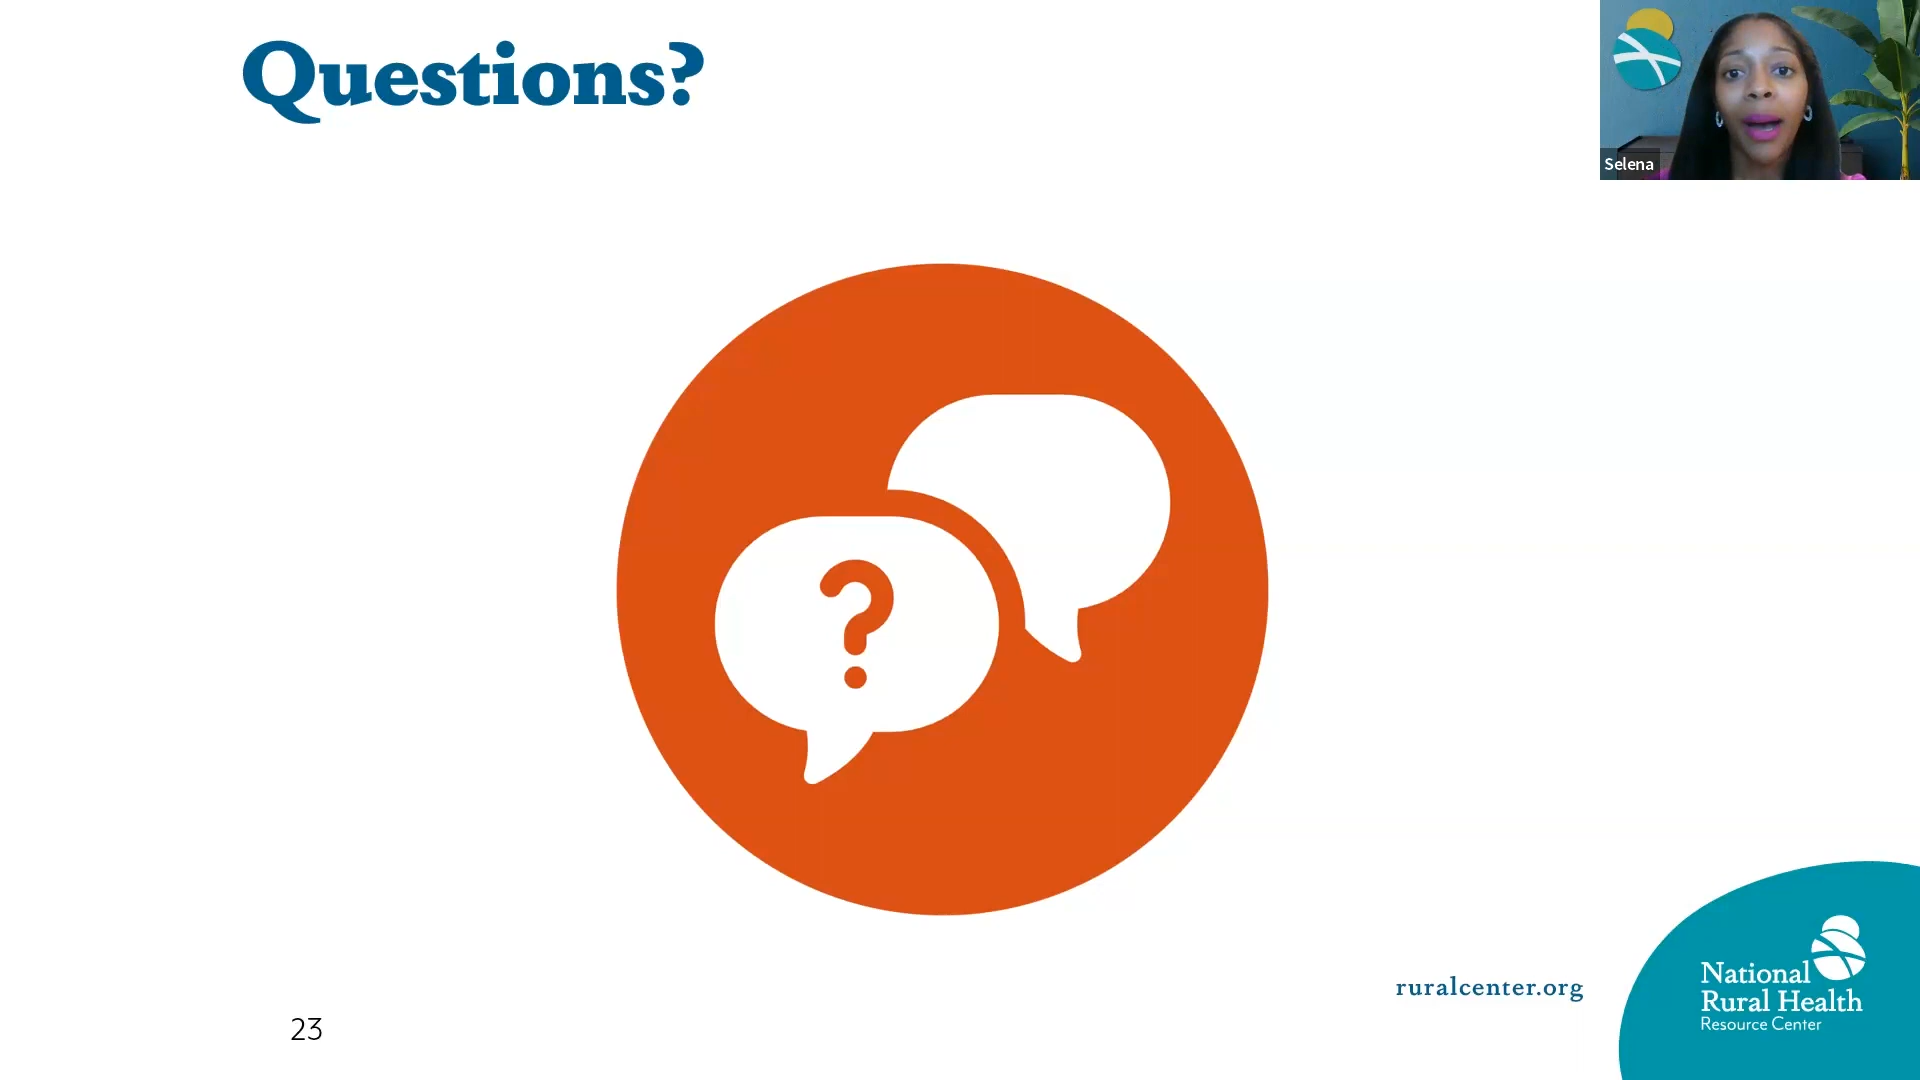 Questions?
Selena
?
ruralcenter.org
National
Rural Health
Resource Center
23